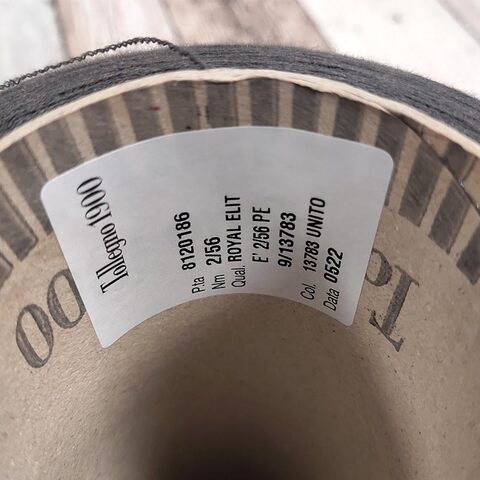 Tollegno1900
P.ta 8120186
Nm 2/56
Qual. ROYAL ELIT
E' 2/56 PE
9/13783
Col. 13783 UNITO
Data 0522
00